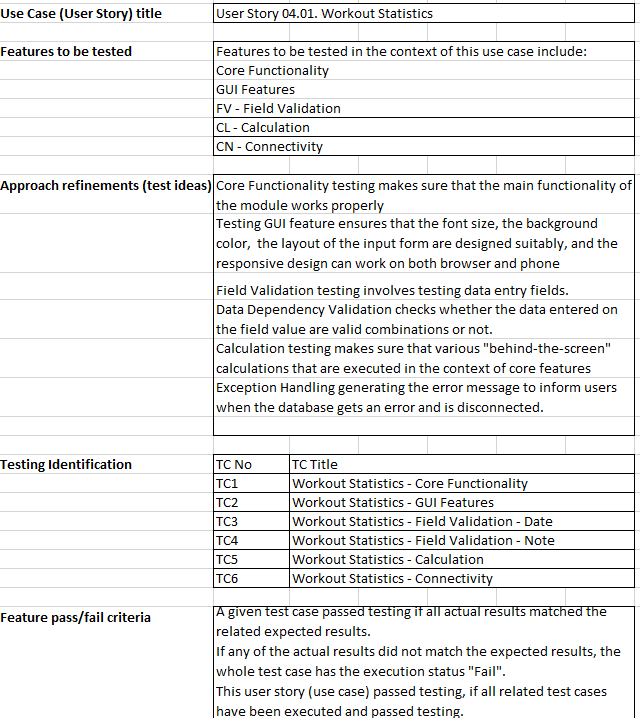 Use Case (User Story) title
User Story 04.01. Workout Statistics
Features to be tested
Features to be tested in the context of this use case include:
Core Functionality
GUI Features
FV - Field Validation
CL - Calculation
CN - Connectivity
Approach refinements (test ideas)
Core Functionality testing makes sure that the main functionality of
the module works properly
Testing GUI feature ensures that the font size, the background
color,  the layout of the input form are designed suitably, and the
responsive design can work on both browser and phone
Field Validation testing involves testing data entry fields.
Data Dependency Validation checks whether the data entered on
the field value are valid combinations or not.
Calculation testing makes sure that various "behind-the-screen"
calculations that are executed in the context of core features
Exception Handling generating the error message to inform users
when the database gets an error and is disconnected.
Testing Identification
TC No TC Title
TC1 Workout Statistics - Core Functionality
TC2 Workout Statistics - GUI Features
TC3 Workout Statistics - Field Validation - Date
TC4 Workout Statistics - Field Validation - Note
TC5 Workout Statistics - Calculation
TC6 Workout Statistics - Connectivity
Feature pass/fail criteria
A given test case passed testing if all actual results matched the
related expected results.
If any of the actual results did not match the expected results, the
whole test case has the execution status "Fail".
This user story (use case) passed testing, if all related test cases
have been executed and passed testing.